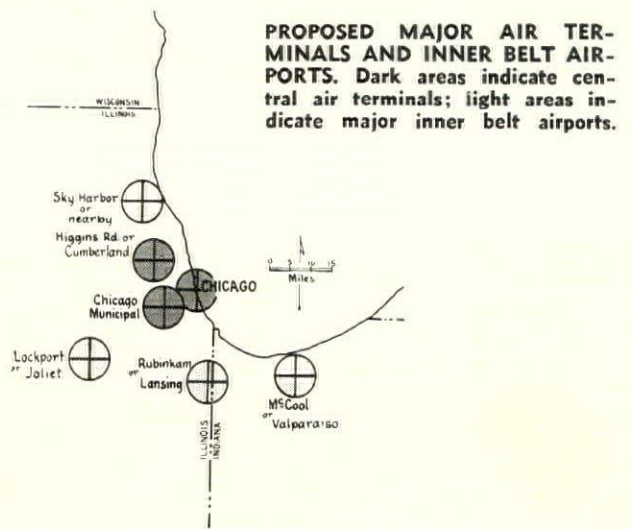 PROPOSED MAJOR AIR TER-
MINALS AND INNER BELT AIR-
PORTS. Dark areas indicate cen-
tral air terminals; light areas in-
dicate major inner belt airports.
WISCONSIN
ILLINOIS
Sky Harbor
or
nearby
Higgins Rd. or
Cumberland
CHICAGO
Chicago
Municipal
0 5 10 15
Miles
Lockport
or Joliet
Rubinkam
or Lansing
McCool
or Valparaiso
ILLINOIS
INDIANA